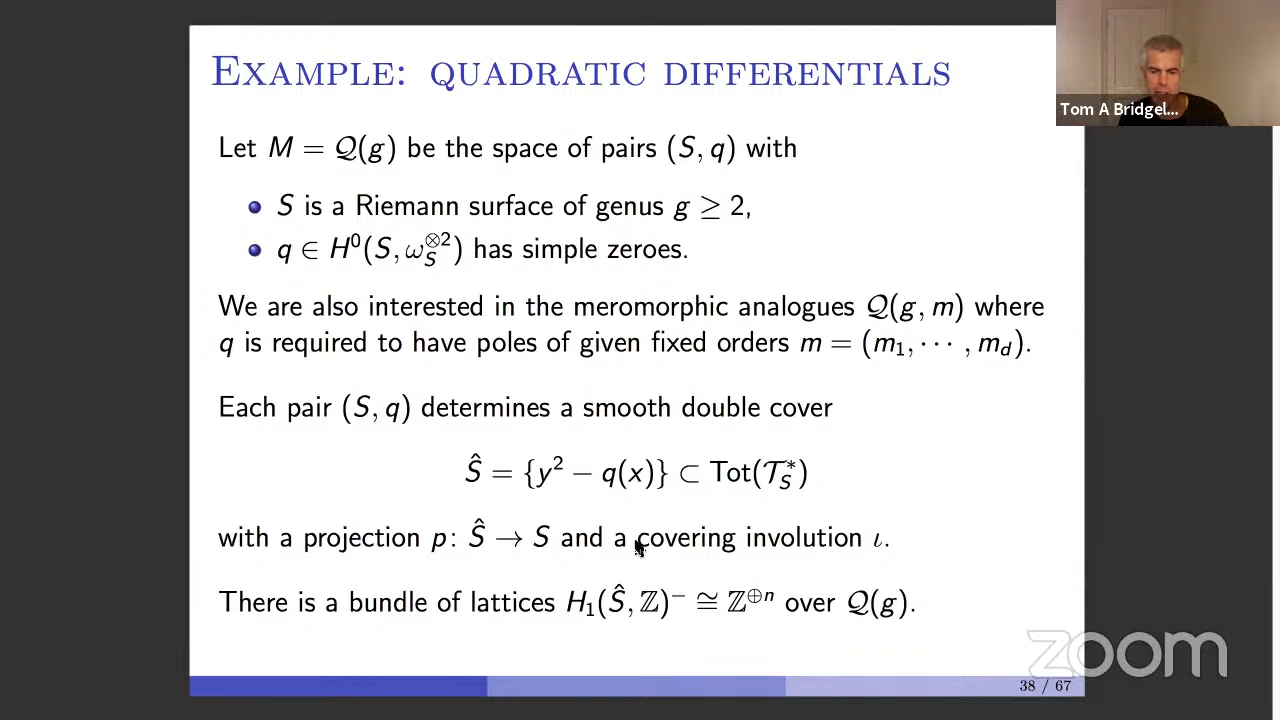 Example: quadratic differentials
Tom A Bridgel...
Let M = 𝒬(g) be the space of pairs (S, q) with
S is a Riemann surface of genus g ≥ 2,
q ∈ H⁰(S, ω_S^{⊗2}) has simple zeroes.
We are also interested in the meromorphic analogues 𝒬(g, m) where
q is required to have poles of given fixed orders m = (m₁, ⋯ , m_d).
Each pair (S, q) determines a smooth double cover
Ŝ = {y² − q(x)} ⊂ Tot(𝒯_S^*)
with a projection p: Ŝ → S and a covering involution ι.
There is a bundle of lattices H₁(Ŝ, ℤ)⁻ ≅ ℤ^{⊕n} over 𝒬(g).
zoom
38 / 67